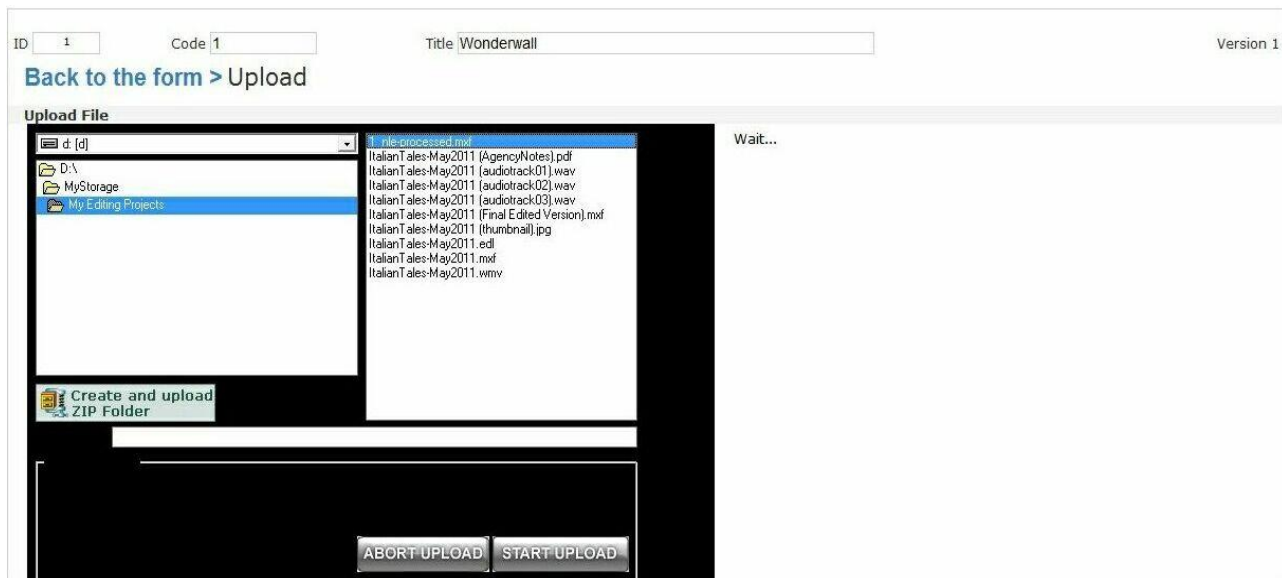 ID 1 Code 1 Title Wonderwall Version 1
Back to the form > Upload
Upload File
d: [d]
D:\
MyStorage
My Editing Projects
1_nle-processed.mxf
ItalianTales-May2011 (AgencyNotes).pdf
ItalianTales-May2011 (audiotrack01).wav
ItalianTales-May2011 (audiotrack02).wav
ItalianTales-May2011 (audiotrack03).wav
ItalianTales-May2011 (Final Edited Version).mxf
ItalianTales-May2011 (thumbnail).jpg
ItalianTales-May2011.edl
ItalianTales-May2011.mxf
ItalianTales-May2011.wmv
Wait...
Create and upload
ZIP Folder
ABORT UPLOAD START UPLOAD